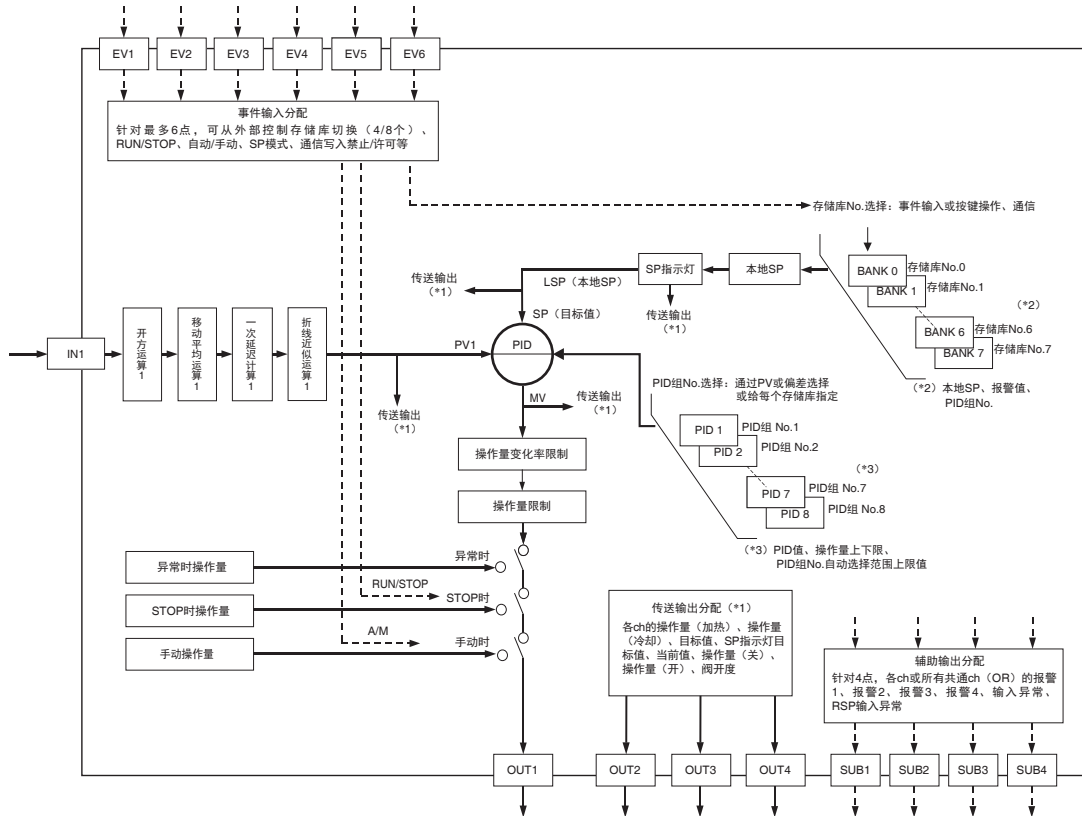 EV1
EV2
EV3
EV4
EV5
EV6
事件输入分配
针对最多6点，可从外部控制存储库切换（4/8个）、
RUN/STOP、自动/手动、SP模式、通信写入禁止/许可等
存储库No.选择：事件输入或按键操作、通信
BANK 0
存储库No.0
BANK 1
存储库No.1
(*2)
BANK 6
存储库No.6
BANK 7
存储库No.7
(*2）本地SP、报警值、
PID组No.
本地SP
SP指示灯
LSP（本地SP）
传送输出
（*1）
传送输出
（*1）
SP（目标值）
IN1
开方运算1
移动平均运算1
一次延迟计算1
折线近似运算1
PV1
PID
传送输出
（*1）
MV
传送输出
（*1）
PID组No.选择：通过PV或偏差选择
或给每个存储库指定
PID 1
PID组 No.1
PID 2
PID组 No.2
(*3)
PID 7
PID组 No.7
PID 8
PID组 No.8
(*3）PID值、操作量上下限、
PID组No.自动选择范围上限值
操作量变化率限制
操作量限制
异常时操作量
异常时
RUN/STOP
STOP时操作量
STOP时
A/M
手动操作量
手动时
传送输出分配（*1）
各ch的操作量（加热）、操作量
（冷却）、目标值、SP指示灯目
标值、当前值、操作量（关）、
操作量（开）、阀开度
辅助输出分配
针对4点，各ch或所有共通ch（OR）的报警
1、报警2、报警3、报警4、输入异常、
RSP输入异常
OUT1
OUT2
OUT3
OUT4
SUB1
SUB2
SUB3
SUB4